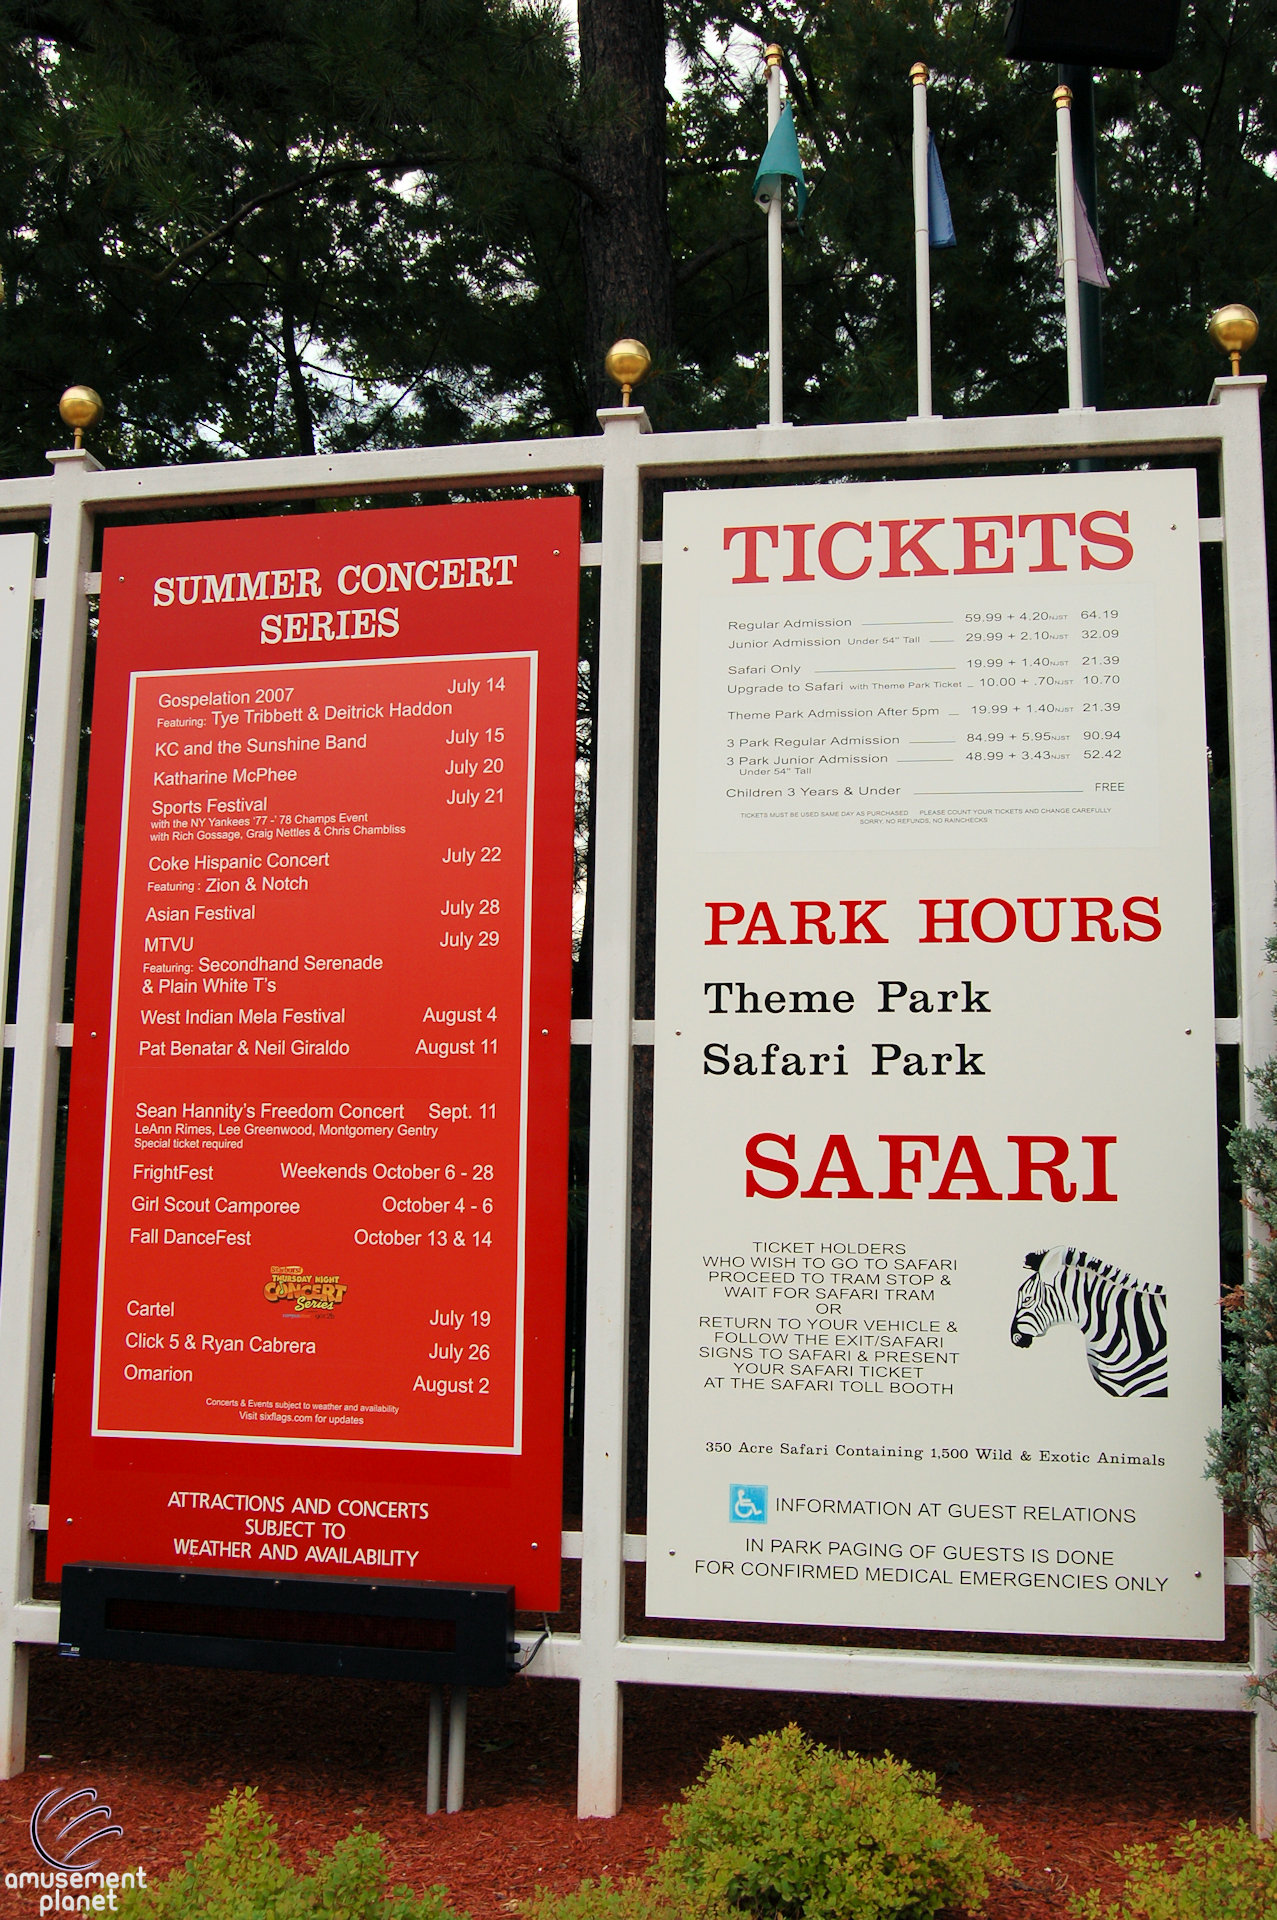 SUMMER CONCERT
SERIES
Gospelation 2007 July 14
Featuring: Tye Tribbett & Deitrick Haddon
KC and the Sunshine Band July 15
Katharine McPhee July 20
Sports Festival July 21
with the NY Yankees '77 -' 78 Champs Event
with Rich Gossage, Graig Nettles & Chris Chambliss
Coke Hispanic Concert July 22
Featuring : Zion & Notch
Asian Festival July 28
MTVU July 29
Featuring: Secondhand Serenade
& Plain White T's
West Indian Mela Festival August 4
Pat Benatar & Neil Giraldo August 11
Sean Hannity's Freedom Concert Sept. 11
LeAnn Rimes, Lee Greenwood, Montgomery Gentry
Special ticket required
FrightFest Weekends October 6 - 28
Girl Scout Camporee October 4 - 6
Fall DanceFest October 13 & 14
Starburst
THURSDAY NIGHT
CONCERT
Series
Cartel July 19
Click 5 & Ryan Cabrera July 26
Omarion August 2
Concerts & Events subject to weather and availability
Visit sixflags.com for updates
ATTRACTIONS AND CONCERTS
SUBJECT TO
WEATHER AND AVAILABILITY
TICKETS
Regular Admission 59.99 + 4.20 NJST 64.19
Junior Admission Under 54" Tall 29.99 + 2.10 NJST 32.09
Safari Only 19.99 + 1.40 NJST 21.39
Upgrade to Safari with Theme Park Ticket 10.00 + .70 NJST 10.70
Theme Park Admission After 5pm 19.99 + 1.40 NJST 21.39
3 Park Regular Admission 84.99 + 5.95 NJST 90.94
3 Park Junior Admission 48.99 + 3.43 NJST 52.42
Under 54" Tall
Children 3 Years & Under FREE
TICKETS MUST BE USED SAME DAY AS PURCHASED PLEASE COUNT YOUR TICKETS AND CHANGE CAREFULLY
SORRY. NO REFUNDS, NO RAINCHECKS
PARK HOURS
Theme Park
Safari Park
SAFARI
TICKET HOLDERS
WHO WISH TO GO TO SAFARI
PROCEED TO TRAM STOP &
WAIT FOR SAFARI TRAM
OR
RETURN TO YOUR VEHICLE &
FOLLOW THE EXIT/SAFARI
SIGNS TO SAFARI & PRESENT
YOUR SAFARI TICKET
AT THE SAFARI TOLL BOOTH
350 Acre Safari Containing 1,500 Wild & Exotic Animals
INFORMATION AT GUEST RELATIONS
IN PARK PAGING OF GUESTS IS DONE
FOR CONFIRMED MEDICAL EMERGENCIES ONLY
amusement
planet